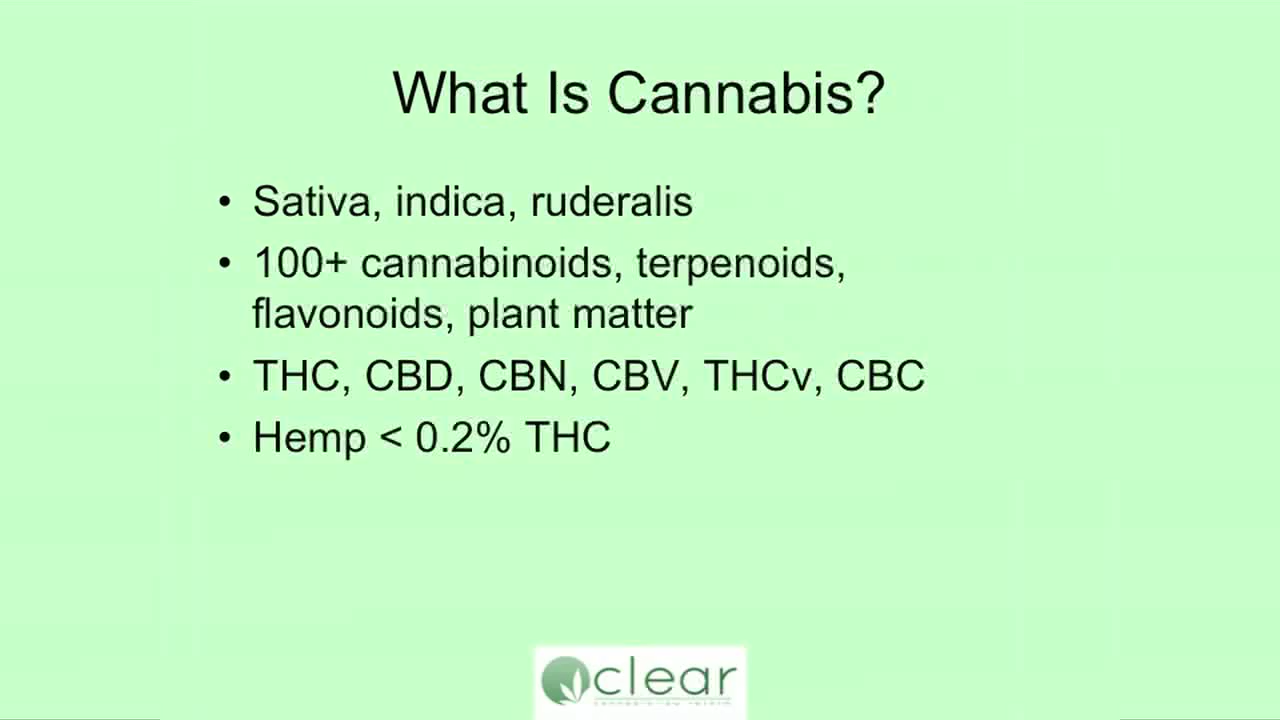 What Is Cannabis?
• Sativa, indica, ruderalis
• 100+ cannabinoids, terpenoids,
flavonoids, plant matter
• THC, CBD, CBN, CBV, THCv, CBC
• Hemp < 0.2% THC
clear